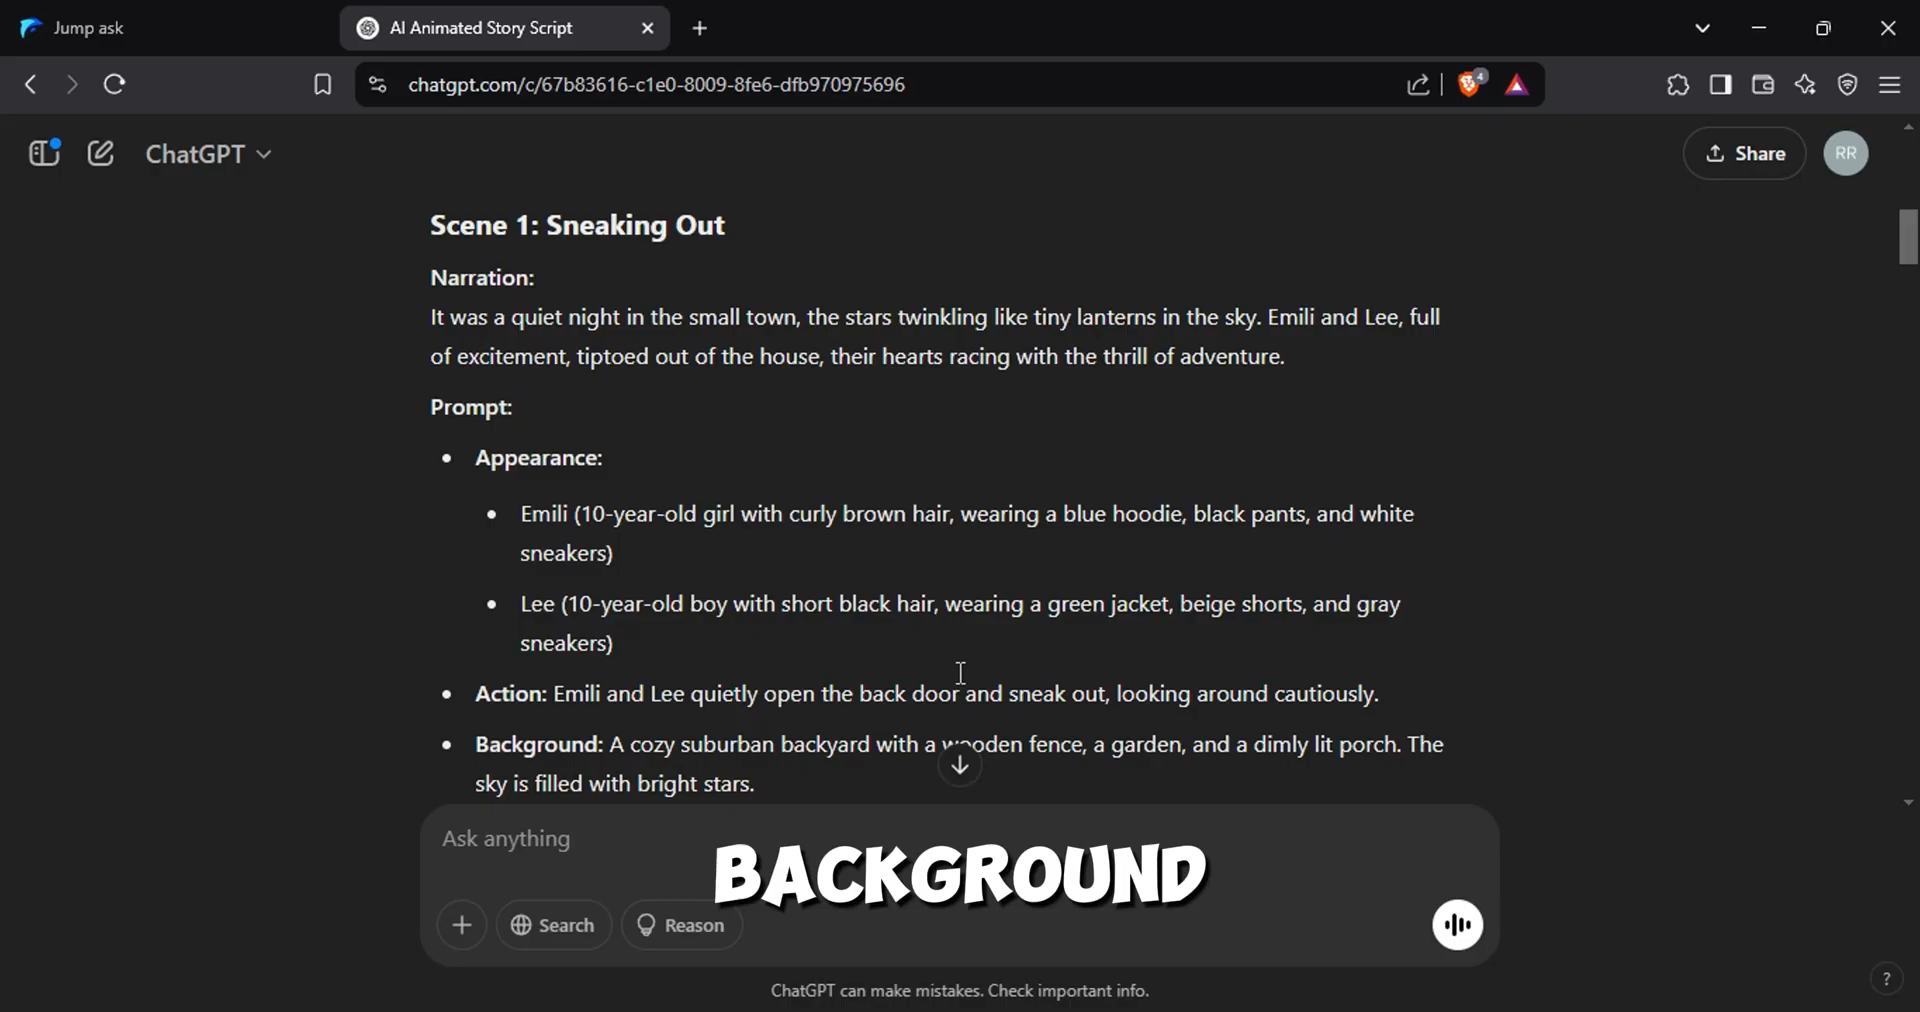 Jump ask
AI Animated Story Script
chatgpt.com/c/67b83616-c1e0-8009-8fe6-dfb970975696
4
ChatGPT
Share
RR
Scene 1: Sneaking Out
Narration:
It was a quiet night in the small town, the stars twinkling like tiny lanterns in the sky. Emili and Lee, full
of excitement, tiptoed out of the house, their hearts racing with the thrill of adventure.
Prompt:
• Appearance:
• Emili (10-year-old girl with curly brown hair, wearing a blue hoodie, black pants, and white
sneakers)
• Lee (10-year-old boy with short black hair, wearing a green jacket, beige shorts, and gray
sneakers)
• Action: Emili and Lee quietly open the back door and sneak out, looking around cautiously.
• Background: A cozy suburban backyard with a wooden fence, a garden, and a dimly lit porch. The
sky is filled with bright stars.
Ask anything
BACKGROUND
Search
Reason
ChatGPT can make mistakes. Check important info.
?